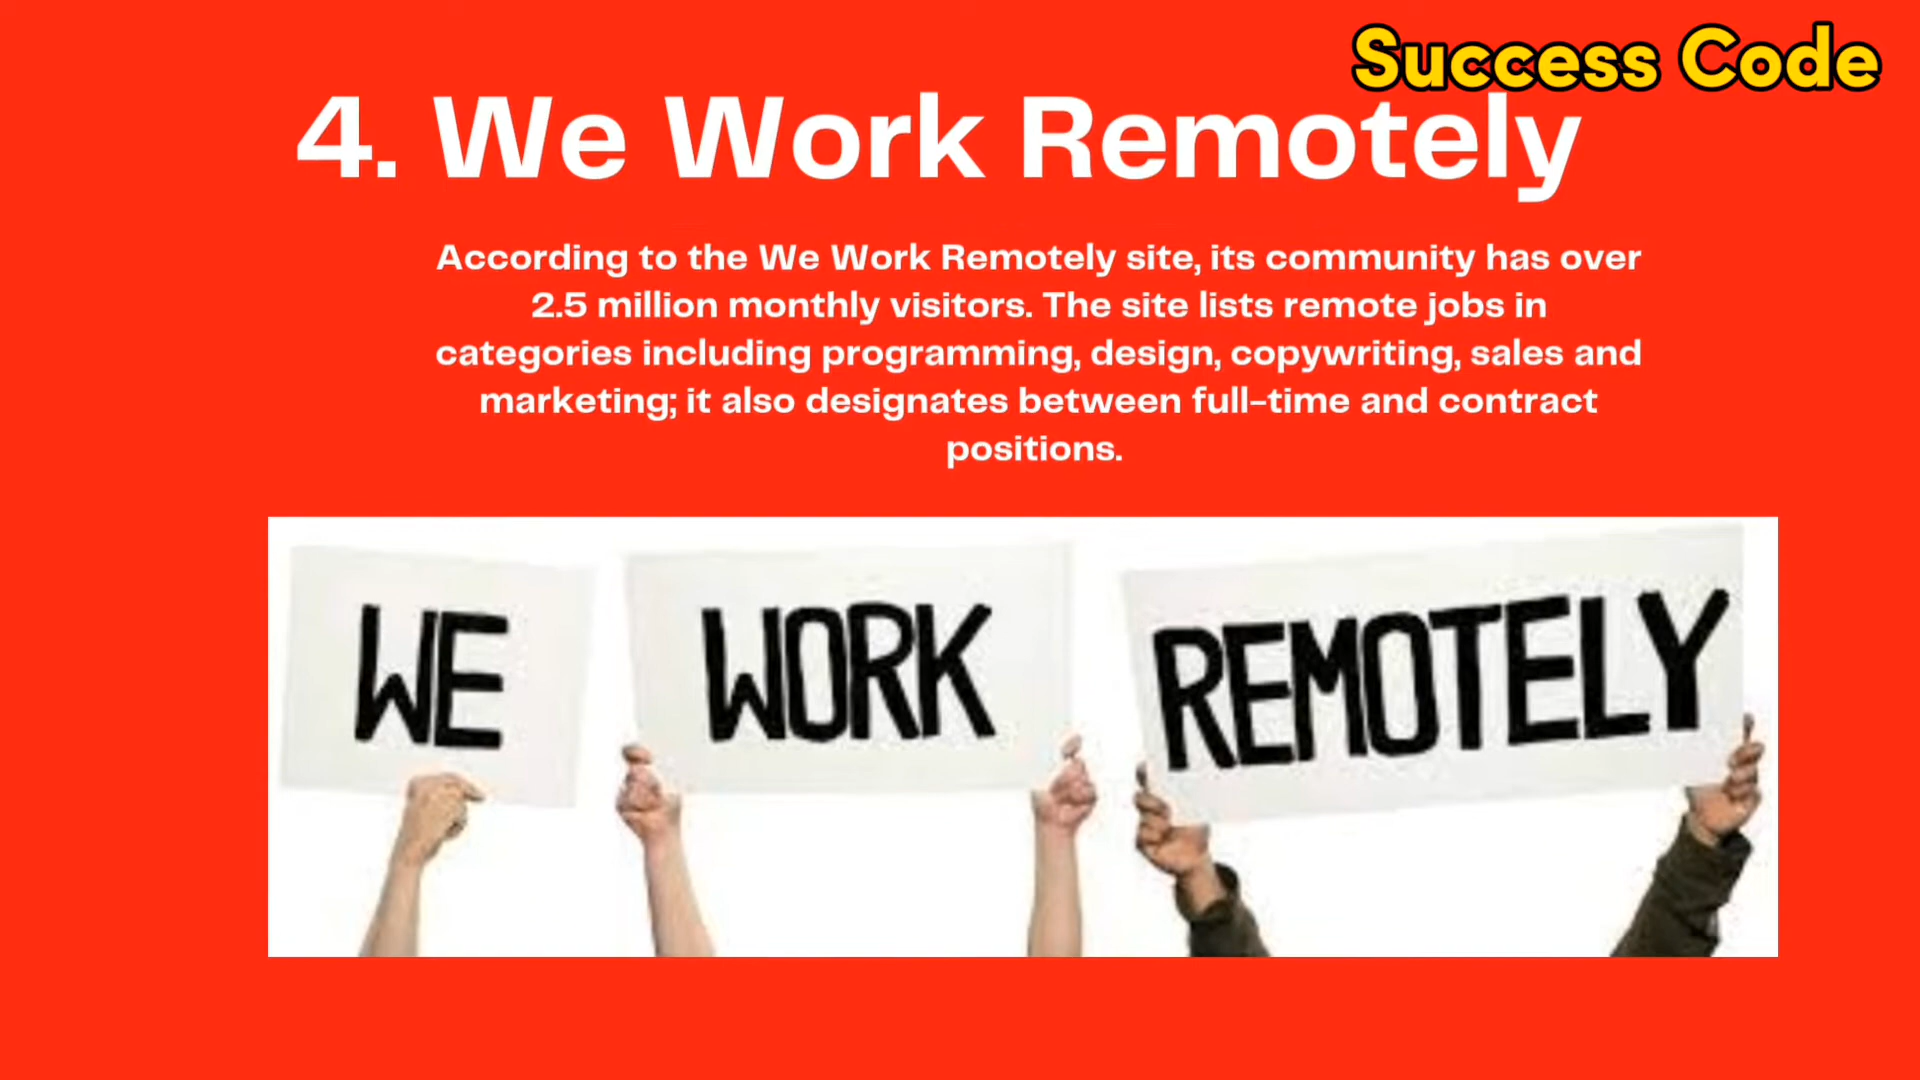 Success Code
4. We Work Remotely
According to the We Work Remotely site, its community has over
2.5 million monthly visitors. The site lists remote jobs in
categories including programming, design, copywriting, sales and
marketing; it also designates between full-time and contract
positions.
WE WORK REMOTELY